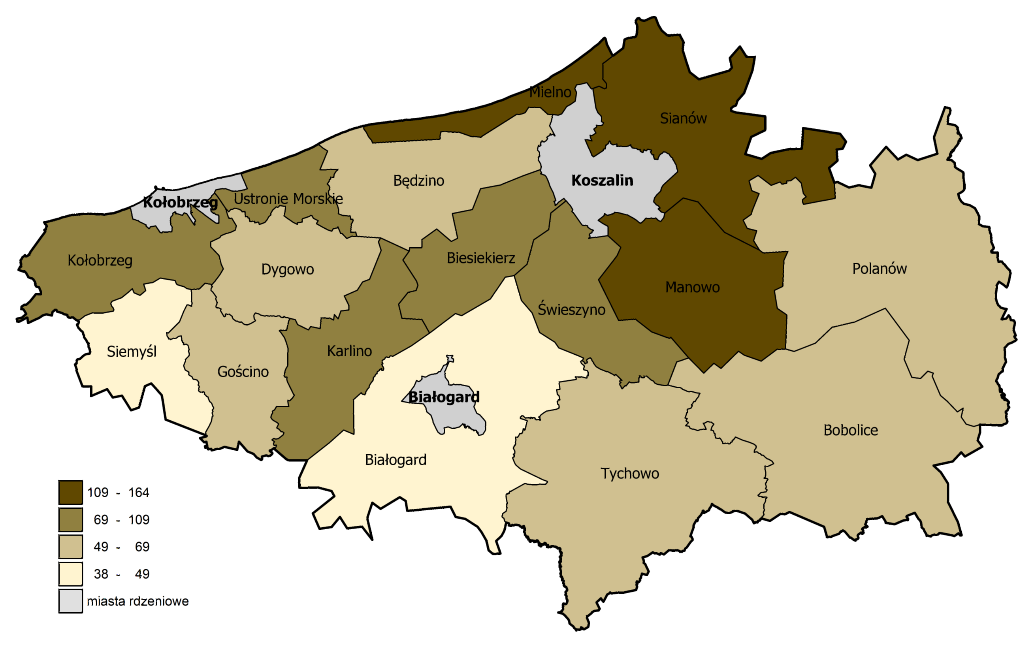 Mielno
Sianów
Będzino
Koszalin
Kołobrzeg
Ustronie Morskie
Kołobrzeg
Dygowo
Biesiekierz
Polanów
Manowo
Świeszyno
Siemyśl
Karlino
Gościno
Białogard
Bobolice
Białogard
Tychowo
109 - 164
69 - 109
49 - 69
38 - 49
miasta rdzeniowe